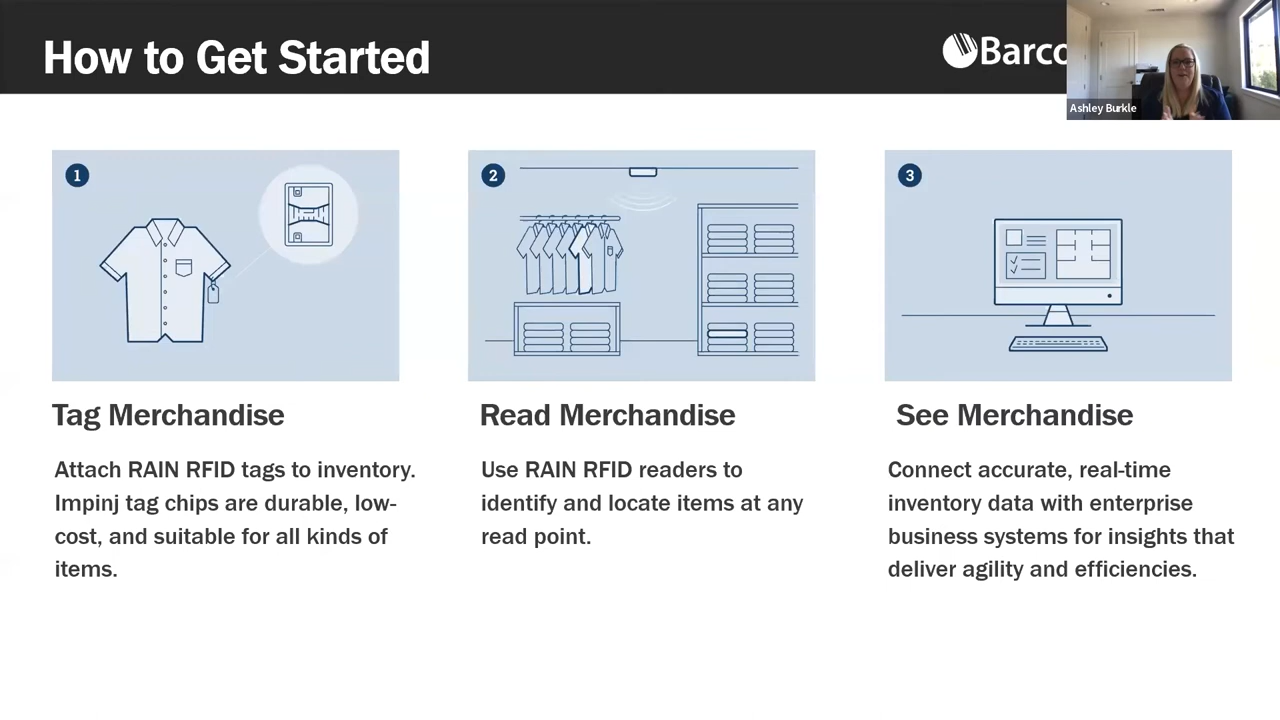 How to Get Started
Barco
Ashley Burkle
1
2
3
Tag Merchandise
Attach RAIN RFID tags to inventory.
Impinj tag chips are durable, low-
cost, and suitable for all kinds of
items.
Read Merchandise
Use RAIN RFID readers to
identify and locate items at any
read point.
See Merchandise
Connect accurate, real-time
inventory data with enterprise
business systems for insights that
deliver agility and efficiencies.